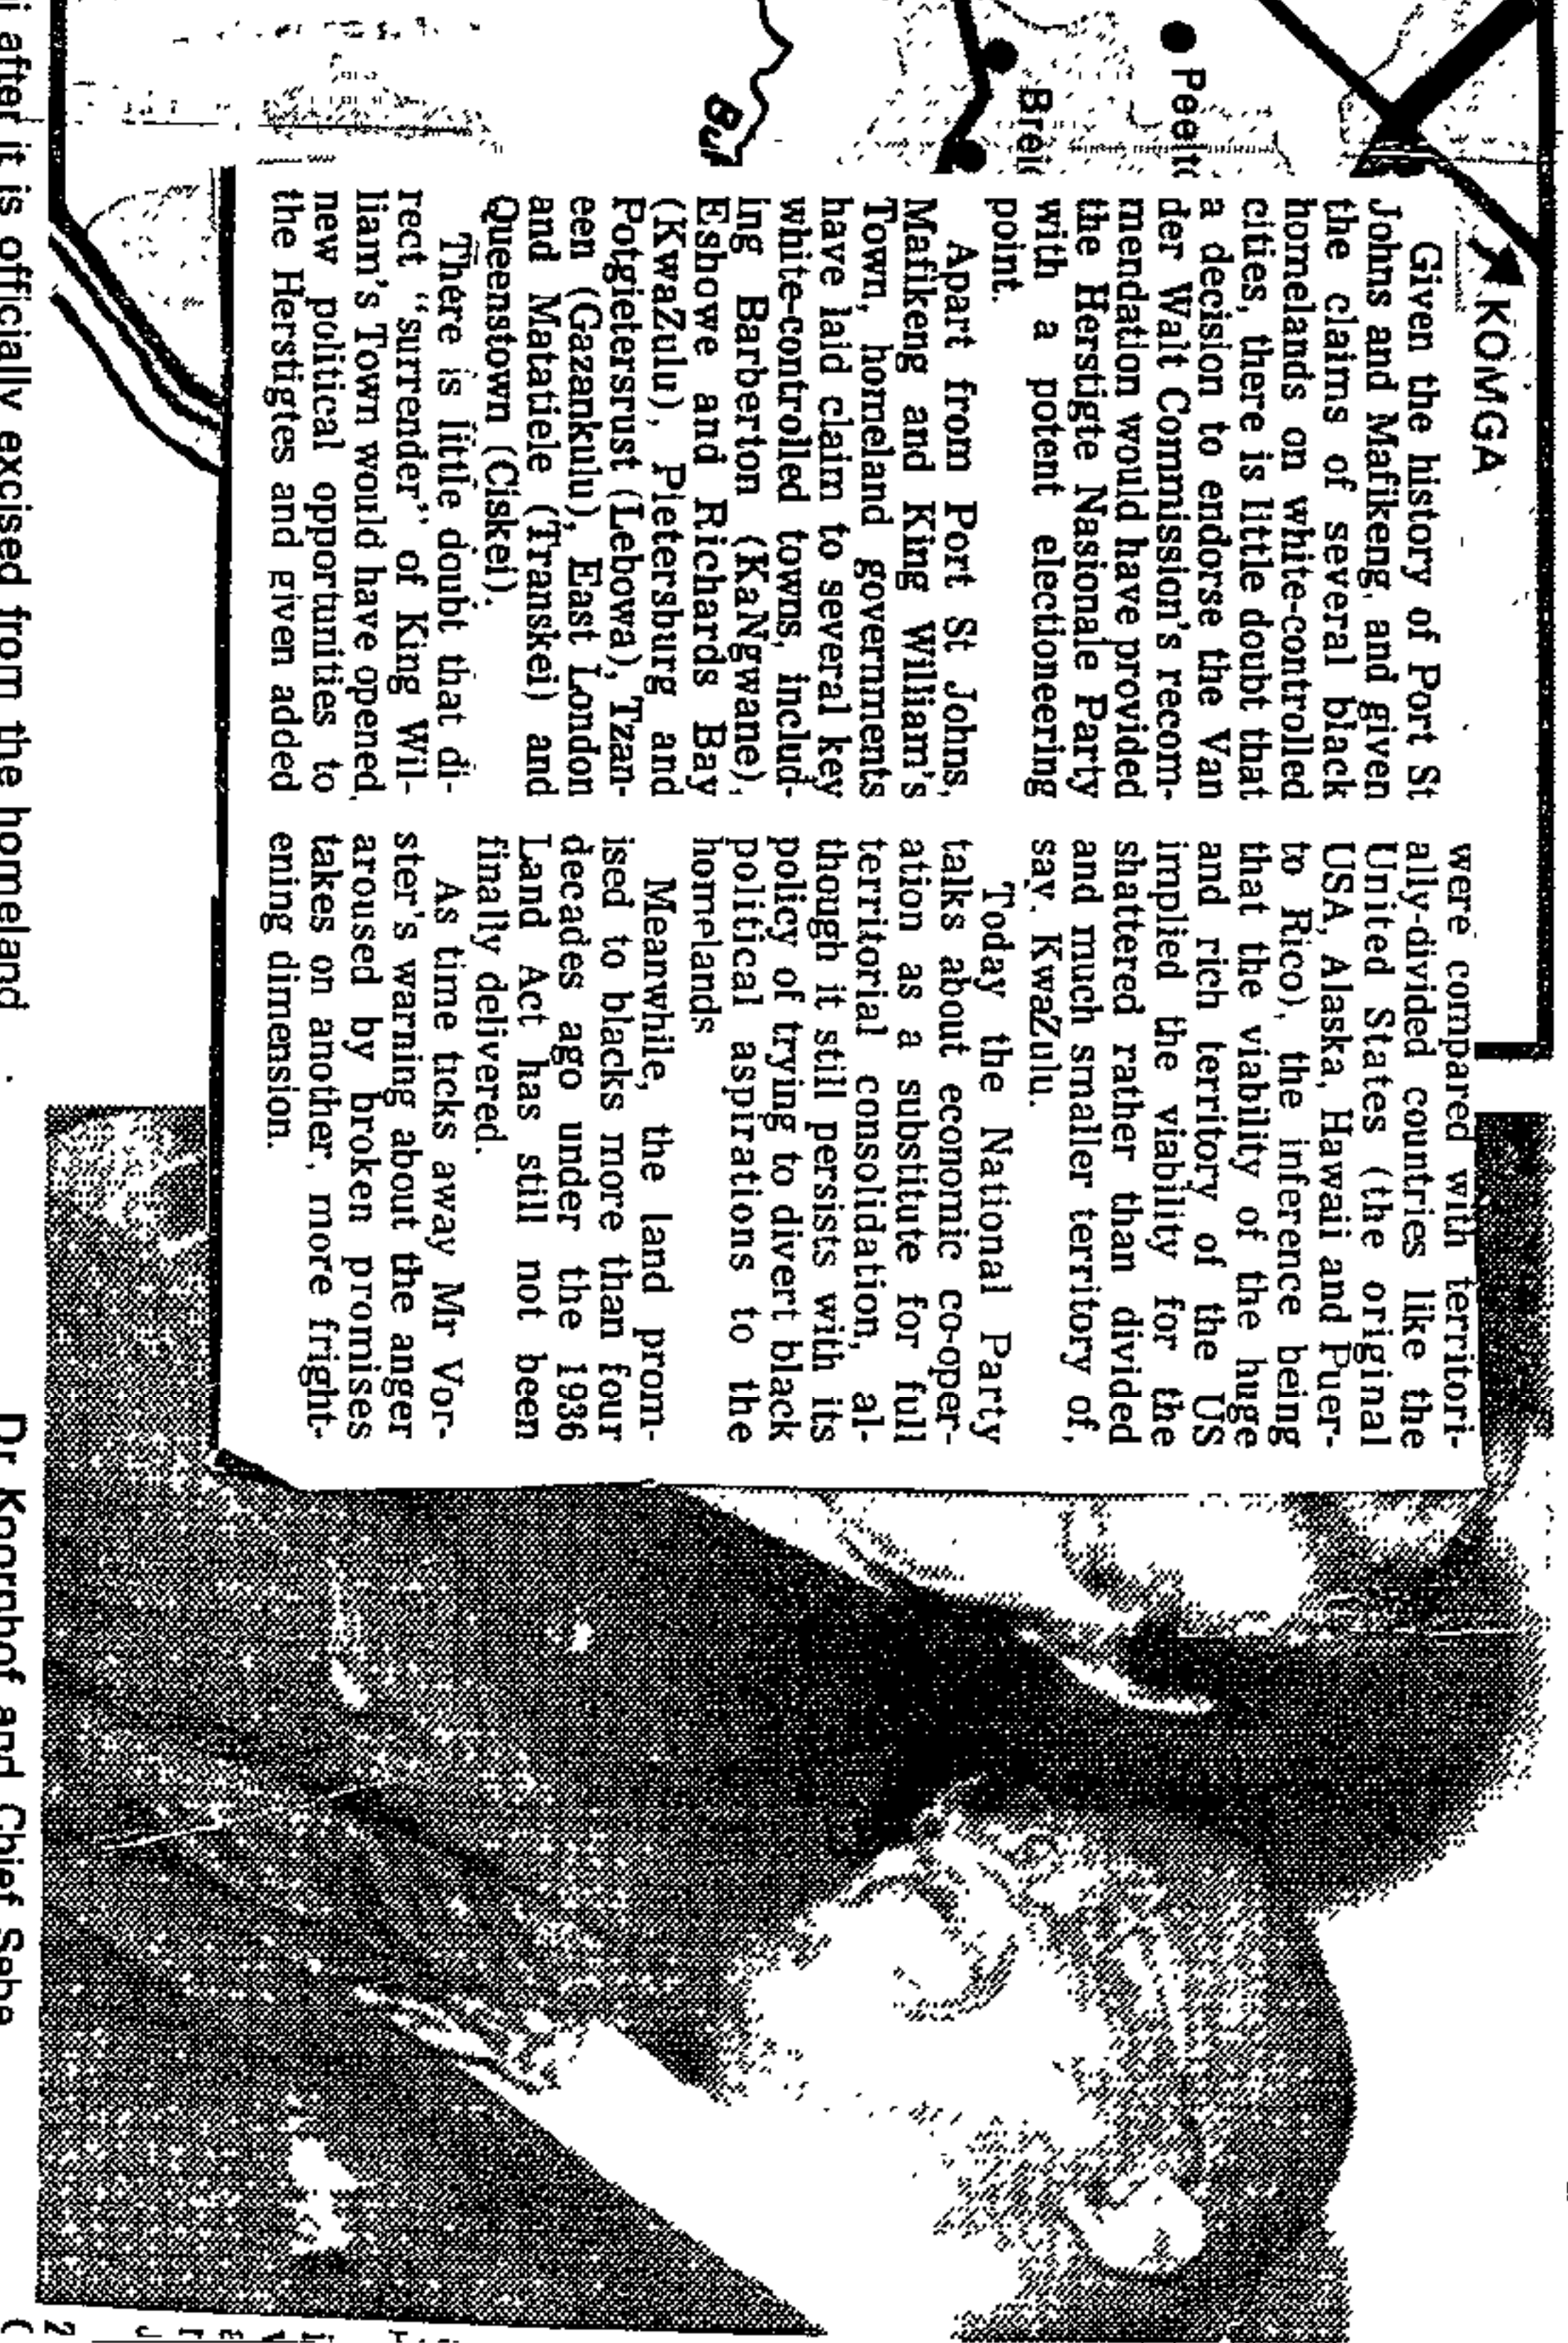 KOMGA
Given the history of Port St
Johns and Mafikeng, and given
the claims of several black
homelands on white-controlled
cities, there is little doubt that
a decision to endorse the Van
der Walt Commission's recom-
mendation would have provided
the Herstigte Nasionale Party
with a potent electioneering
point.
Apart from Port St Johns,
Mafikeng and King William's
Town, homeland governments
have laid claim to several key
white-controlled towns, includ-
ing Barberton (KaNgwane),
Eshowe and Richards Bay
(KwaZulu), Pietersburg and
Potgietersrust (Lebowa), Tzan-
een (Gazankulu), East London
and Matatiele (Transkei) and
Queenstown (Ciskei).
There is little doubt that di-
rect "surrender" of King Wil-
liam's Town would have opened
new political opportunities to
the Herstigtes and given added
were compared with territori-
ally-divided countries like the
United States (the original
USA, Alaska, Hawaii and Puer-
to Rico), the inference being
that the viability of the huge
and rich territory of the US
implied the viability for the
shattered rather than divided
and much smaller territory of,
say, KwaZulu.
Today the National Party
talks about economic co-oper-
ation as a substitute for full
territorial consolidation, al-
though it still persists with its
policy of trying to divert black
political aspirations to the
homelands
Meanwhile, the land prom-
ised to blacks more than four
decades ago under the 1936
Land Act has still not been
finally delivered.
As time ticks away Mr Vor-
ster's warning about the anger
aroused by broken promises
takes on another, more fright-
ening dimension.
after it is officially excised from the homeland
Dr Koornhof and Chief Sebe